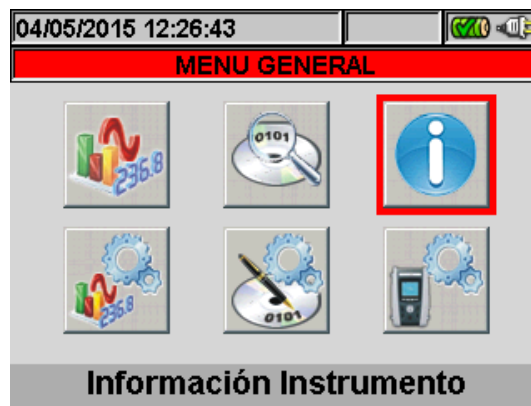 04/05/2015 12:26:43
MENU GENERAL
236.8
0101
236.8
0101
Información Instrumento